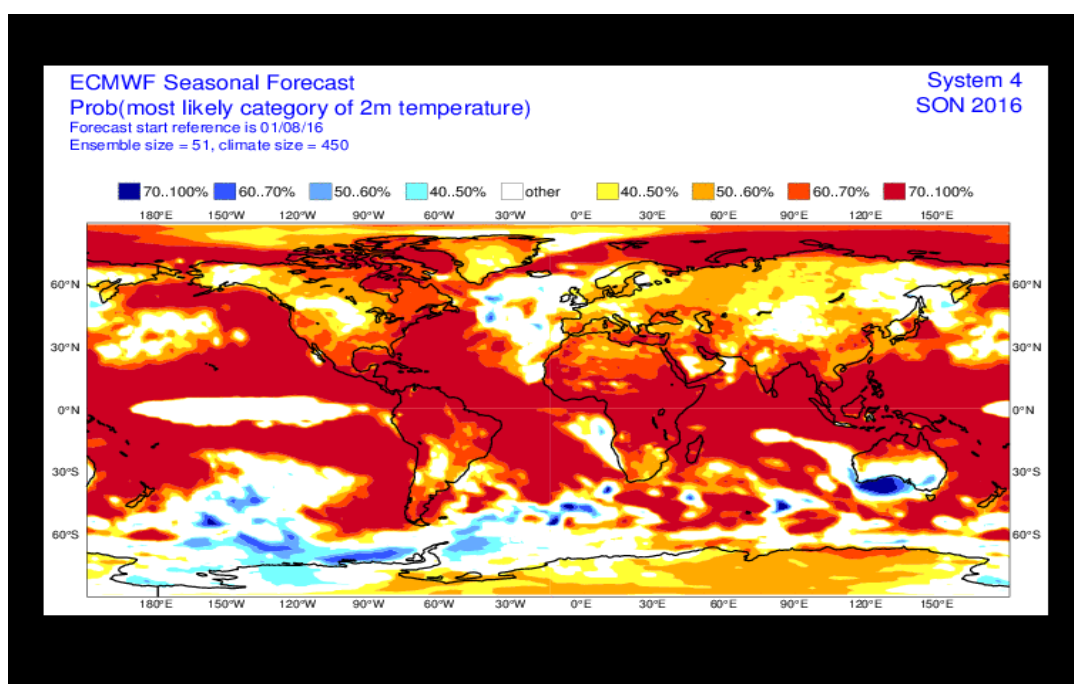 ECMWF Seasonal Forecast
System 4
Prob(most likely category of 2m temperature)
SON 2016
Forecast start reference is 01/08/16
Ensemble size = 51, climate size = 450
70..100% 60..70% 50..60% 40..50% other 40..50% 50..60% 60..70% 70..100%
180°E 150°W 120°W 90°W 60°W 30°W 0°E 30°E 60°E 90°E 120°E 150°E
60°N 60°N
30°N 30°N
0°N 0°N
30°S 30°S
60°S 60°S
180°E 150°W 120°W 90°W 60°W 30°W 0°E 30°E 60°E 90°E 120°E 150°E